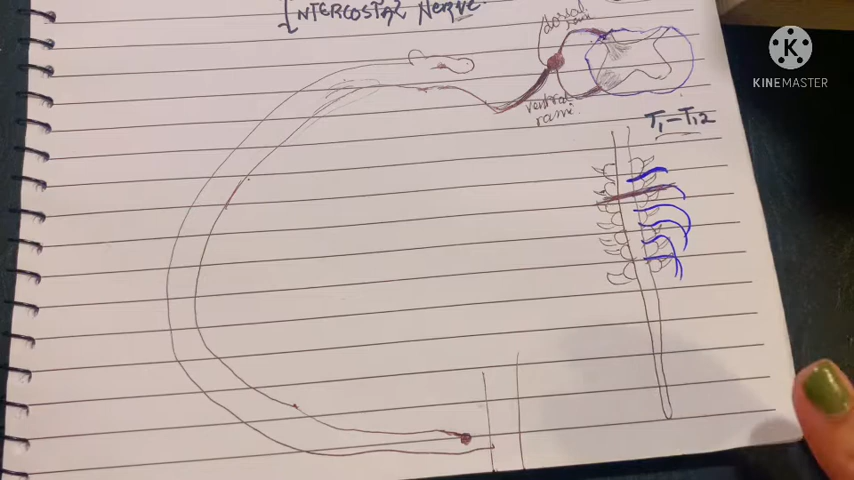 INTERCOSTAL NERVE.
dorsal
rami
ventral
rami.
T1-T12
K
KINEMASTER